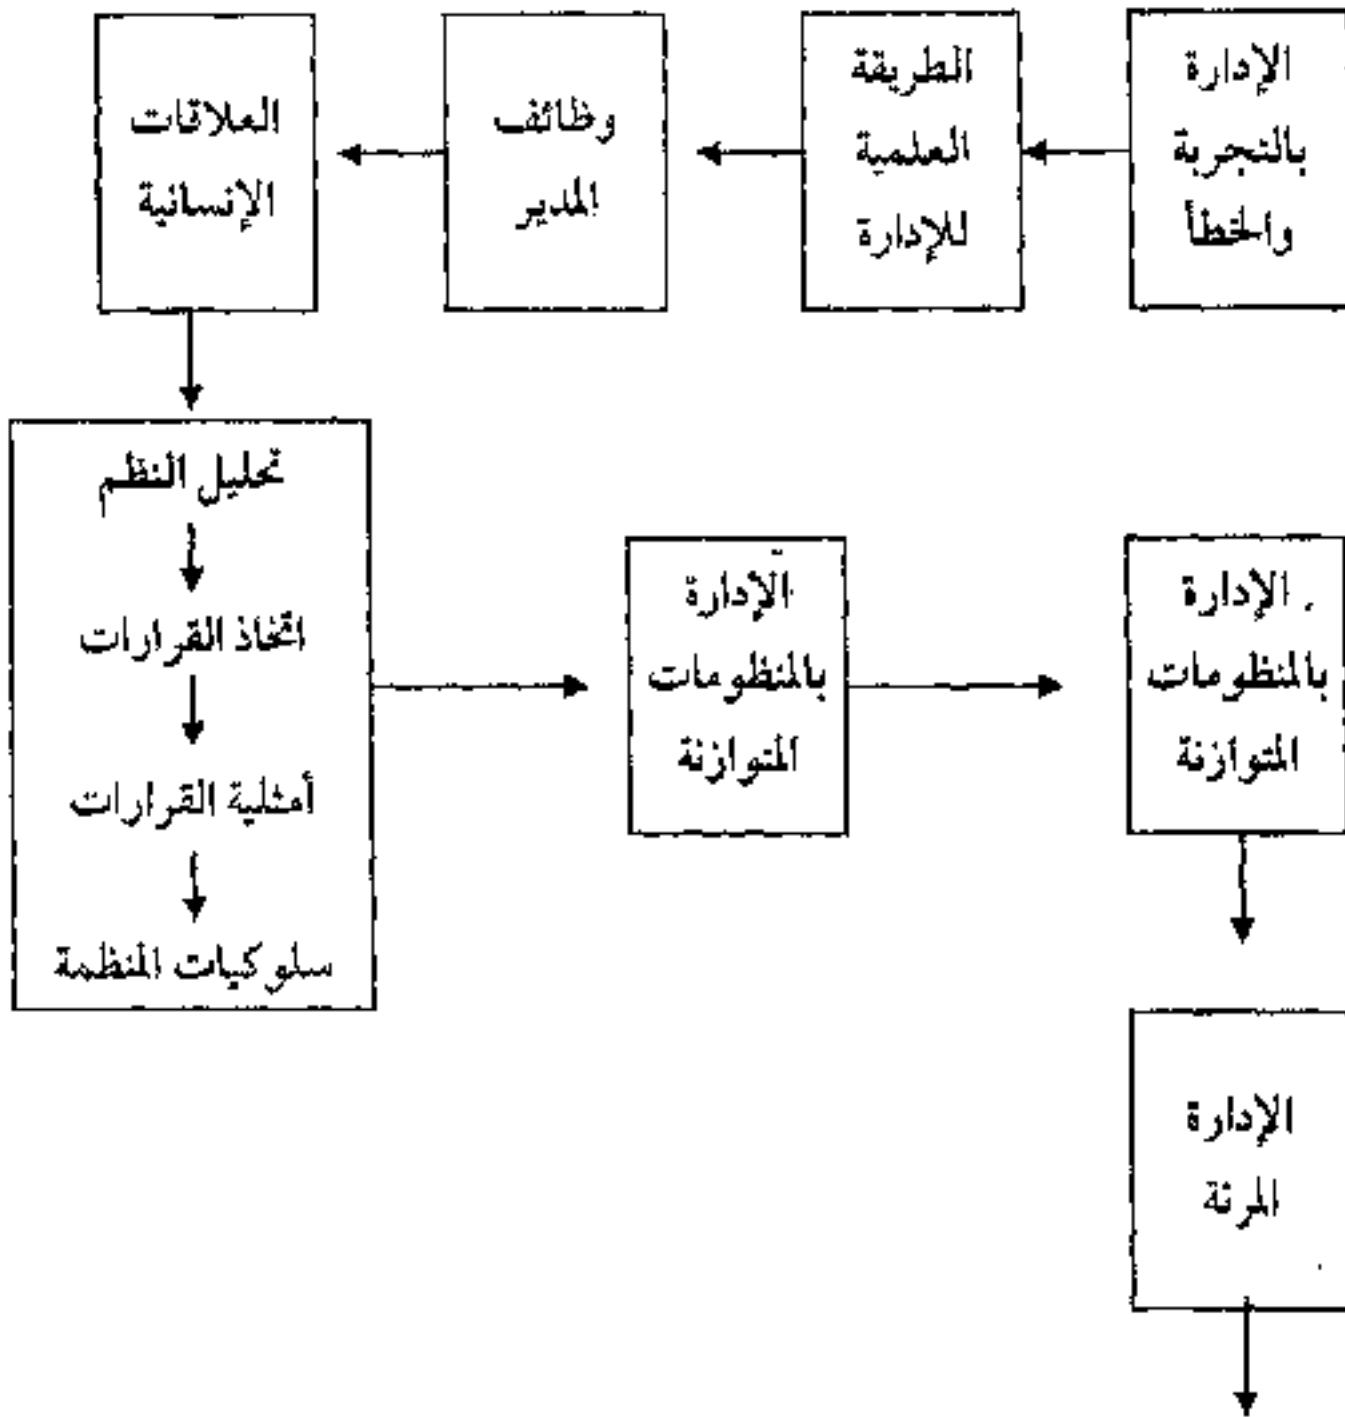 الإدارة
بالتجربة
والخطأ
الطريقة
العلمية
للإدارة
وظائف
المدير
العلاقات
الإنسانية
تحليل النظم
اتخاذ القرارات
أمثلية القرارات
سلوكيات المنظمة
الإدارة
بالمنظومات
المتوازنة
الإدارة
بالمنظومات
المتوازنة
الإدارة
المرنة